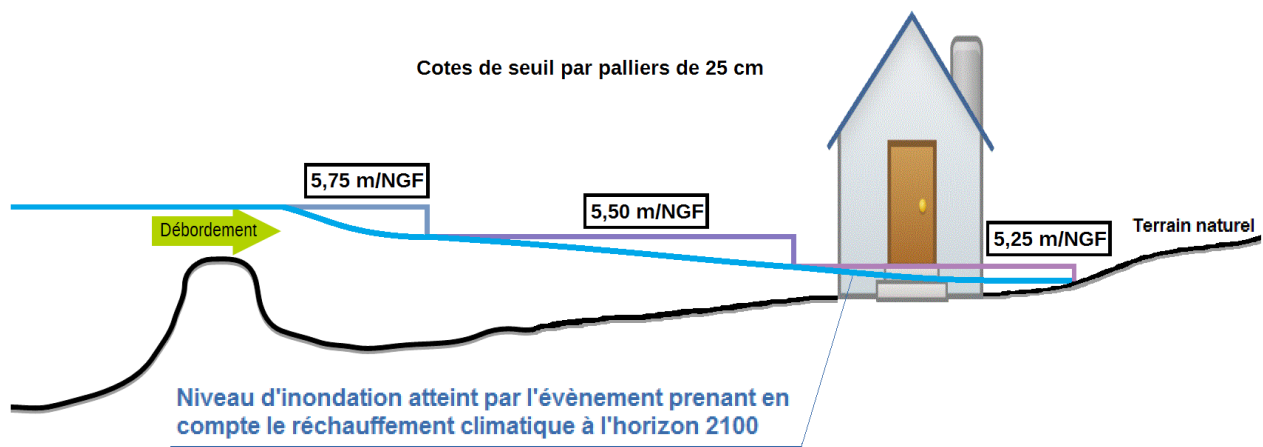 Cotes de seuil par palliers de 25 cm
5,75 m/NGF
5,50 m/NGF
Débordement
5,25 m/NGF
Terrain naturel
Niveau d'inondation atteint par l'évènement prenant en
compte le réchauffement climatique à l'horizon 2100